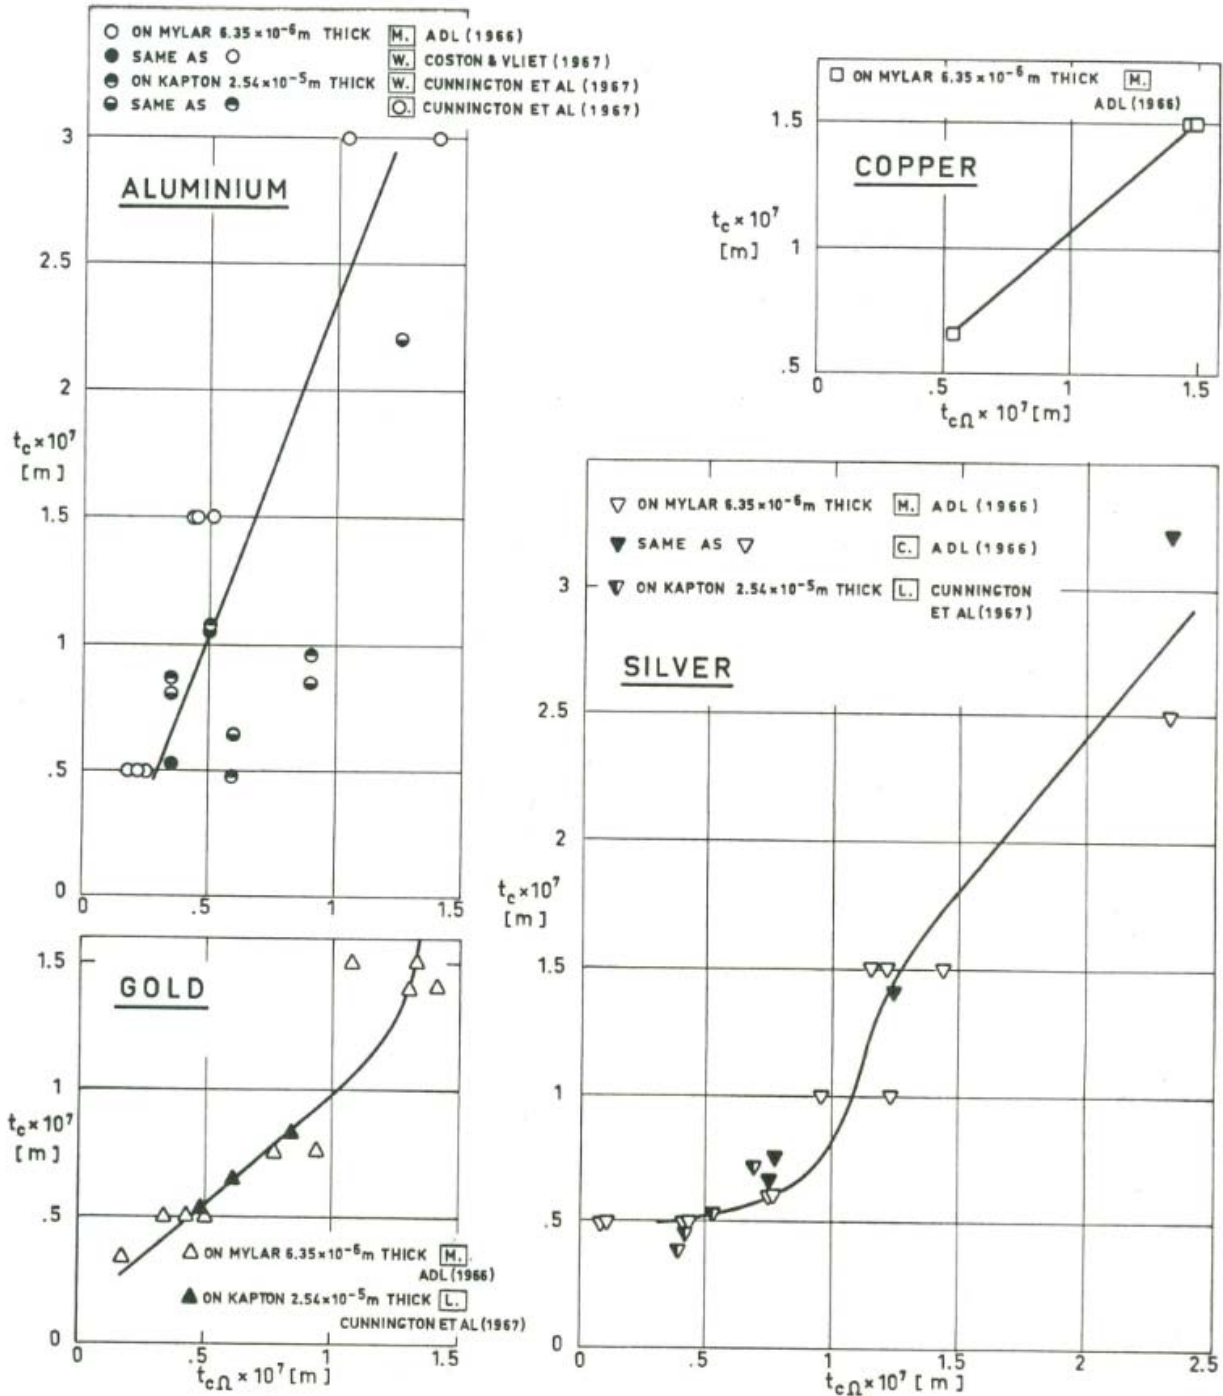 ON MYLAR 6.35×10⁻⁶m THICK M. ADL (1966)
SAME AS W. COSTON & VLIET (1967)
ON KAPTON 2.54×10⁻⁵m THICK W. CUNNINGTON ET AL (1967)
SAME AS O. CUNNINGTON ET AL (1967)
ALUMINIUM
3
2.5
2
t_c×10⁷
[m]
1.5
1
.5
0
0 .5 1 1.5
ON MYLAR 6.35×10⁻⁶m THICK M.
ADL (1966)
COPPER
1.5
t_c×10⁷
[m]
1
.5
0 .5 1 1.5
t_cΩ×10⁷[m]
ON MYLAR 6.35×10⁻⁶m THICK M. ADL (1966)
SAME AS C. ADL (1966)
ON KAPTON 2.54×10⁻⁵m THICK L. CUNNINGTON
ET AL (1967)
SILVER
3
2.5
2
t_c×10⁷
[m]
1.5
1
.5
0
0 .5 1 1.5 2 2.5
t_cΩ×10⁷[m]
GOLD
1.5
1
t_c×10⁷
[m]
.5
0
ON MYLAR 6.35×10⁻⁶m THICK M.
ADL (1966)
ON KAPTON 2.54×10⁻⁵m THICK L.
CUNNINGTON ET AL (1967)
0 .5 1 1.5
t_cΩ×10⁷[m]